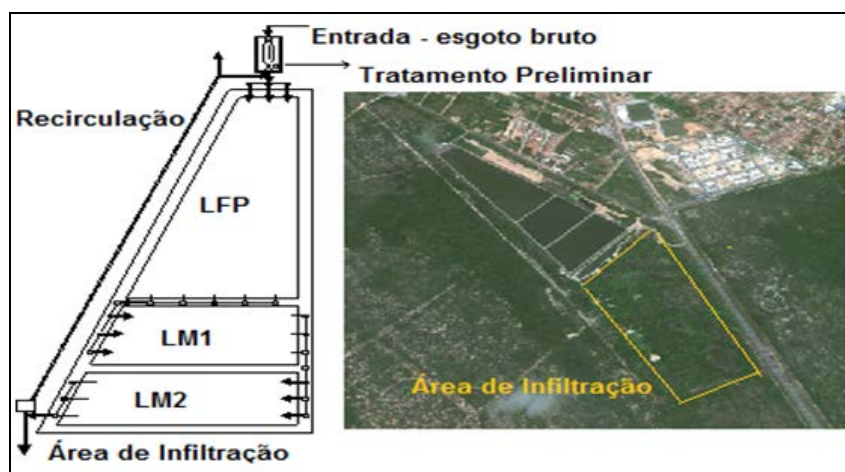 Entrada - esgoto bruto
Tratamento Preliminar
Recirculação
LFP
LM1
LM2
Área de Infiltração
Área de Infiltração